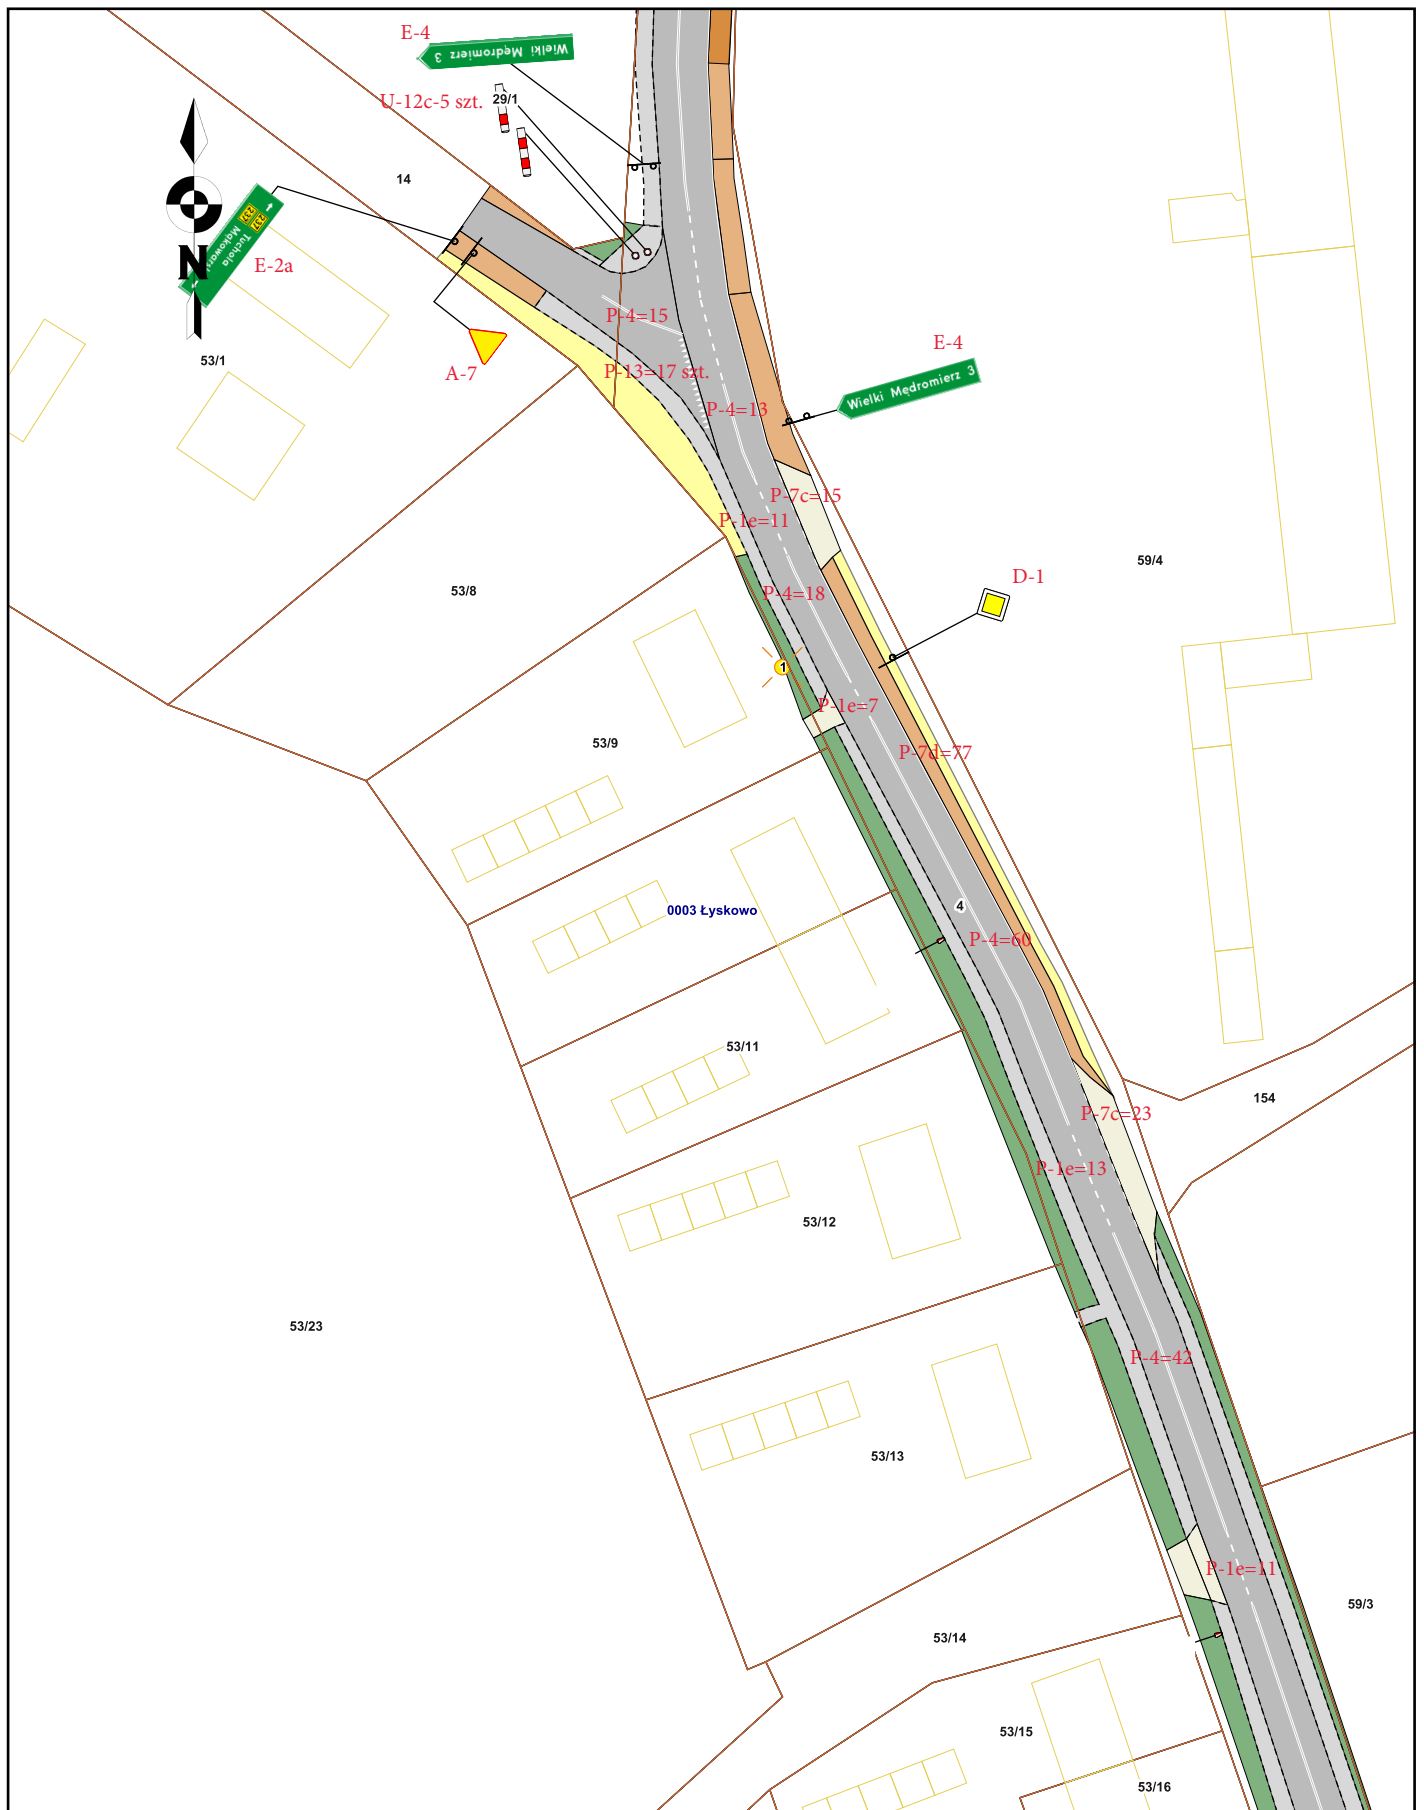 E-4
Wielki Mędromierz 3
U-12c-5 szt.
29/1
14
237
237
Tuchola
N
E-2a
P-4=15
53/1
A-7
P-13=17 szt.
E-4
Wielki Mędromierz 3
P-4=13
P-7c=15
P-1e=11
59/4
D-1
53/8
P-4=18
1
P-1e=7
53/9
P-7d=77
4
0003 Łyskowo
P-4=60
53/11
154
P-7c=23
P-1e=13
53/12
53/23
P-4=42
53/13
P-1e=11
59/3
53/14
53/15
53/16